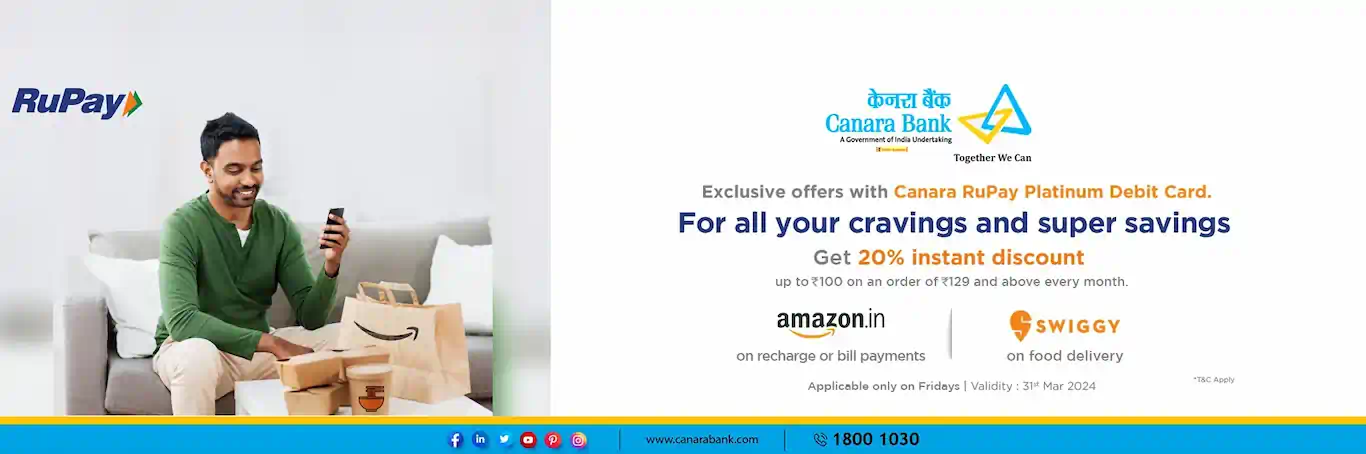 RuPay
केनरा बैंक
Canara Bank
A Government of India Undertaking
Together We Can
Exclusive offers with Canara RuPay Platinum Debit Card.
For all your cravings and super savings
Get 20% instant discount
up to ₹100 on an order of ₹129 and above every month.
amazon.in
on recharge or bill payments
SWIGGY
on food delivery
Applicable only on Fridays | Validity : 31st Mar 2024
*T&C Apply
www.canarabank.com
1800 1030